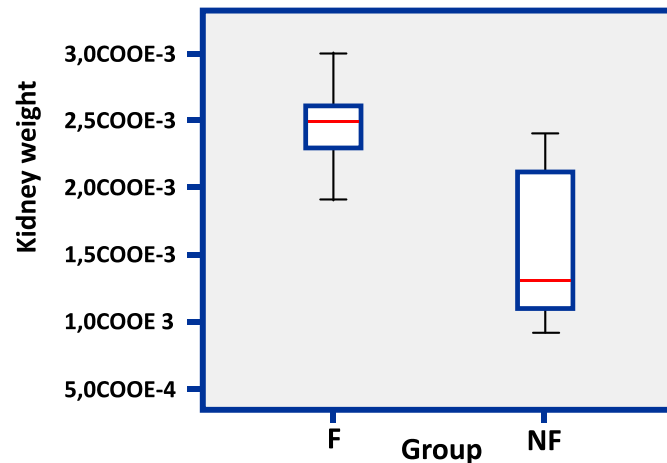 Kidney weight
3,0COOE-3
2,5COOE-3
2,0COOE-3
1,5COOE-3
1,0COOE 3
5,0COOE-4
F
NF
Group